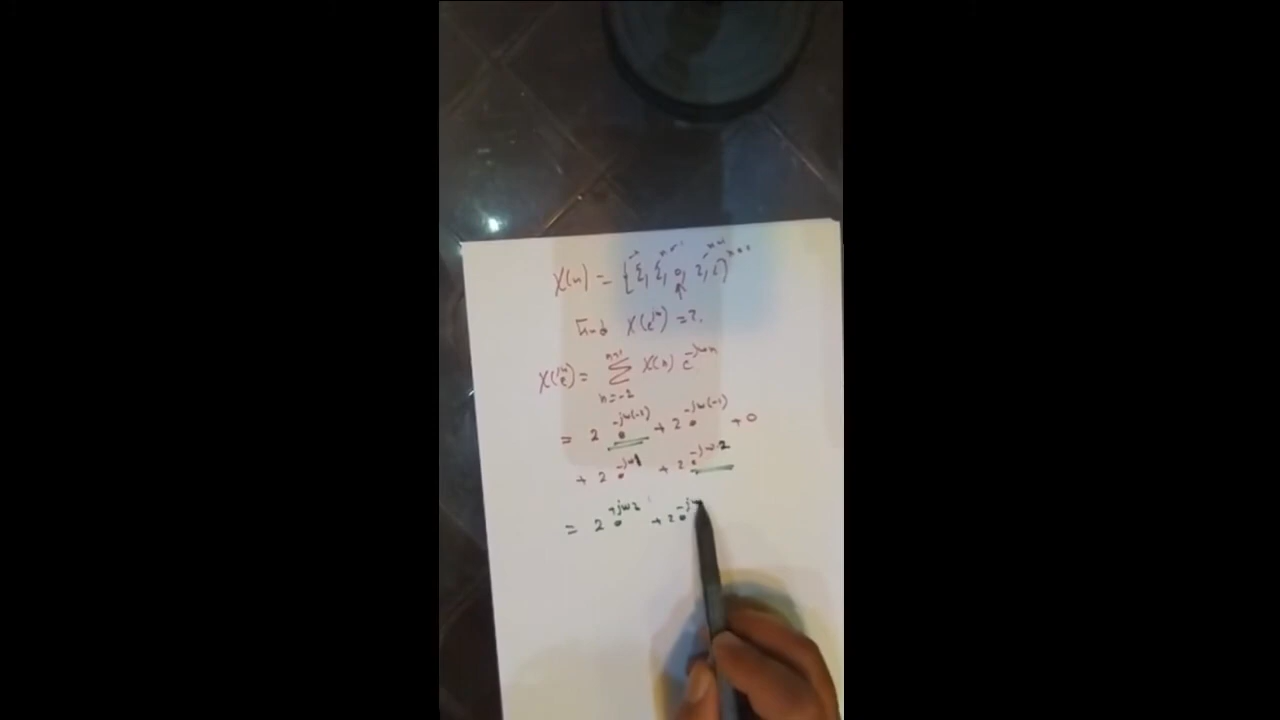 X(n) = {2, 2, 0, 2, 2}
Find X(e^jω) = ?
X(e^jω) = Σ X(n) e^-jωn
n=-2
= 2 e^-jω(-2) + 2 e^-jω(-1) + 0
+ 2 e^-jω1 + 2 e^-jω2
= 2 e^+jω2 + 2 e^-jω